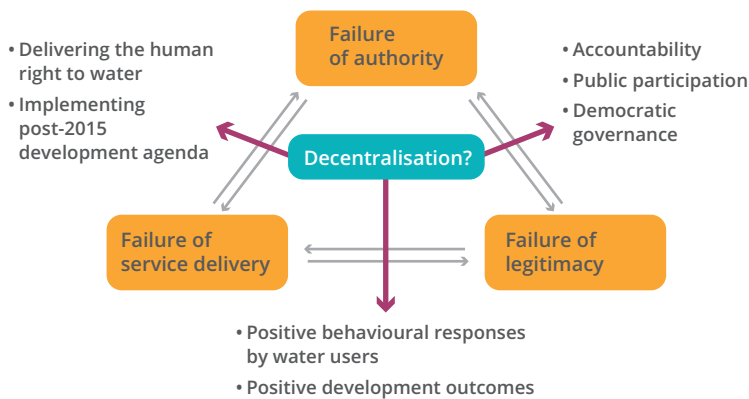 Failure
of authority
• Delivering the human
right to water
• Implementing
post-2015
development agenda
• Accountability
• Public participation
• Democratic
governance
Decentralisation?
Failure of
service delivery
Failure of
legitimacy
• Positive behavioural responses
by water users
• Positive development outcomes